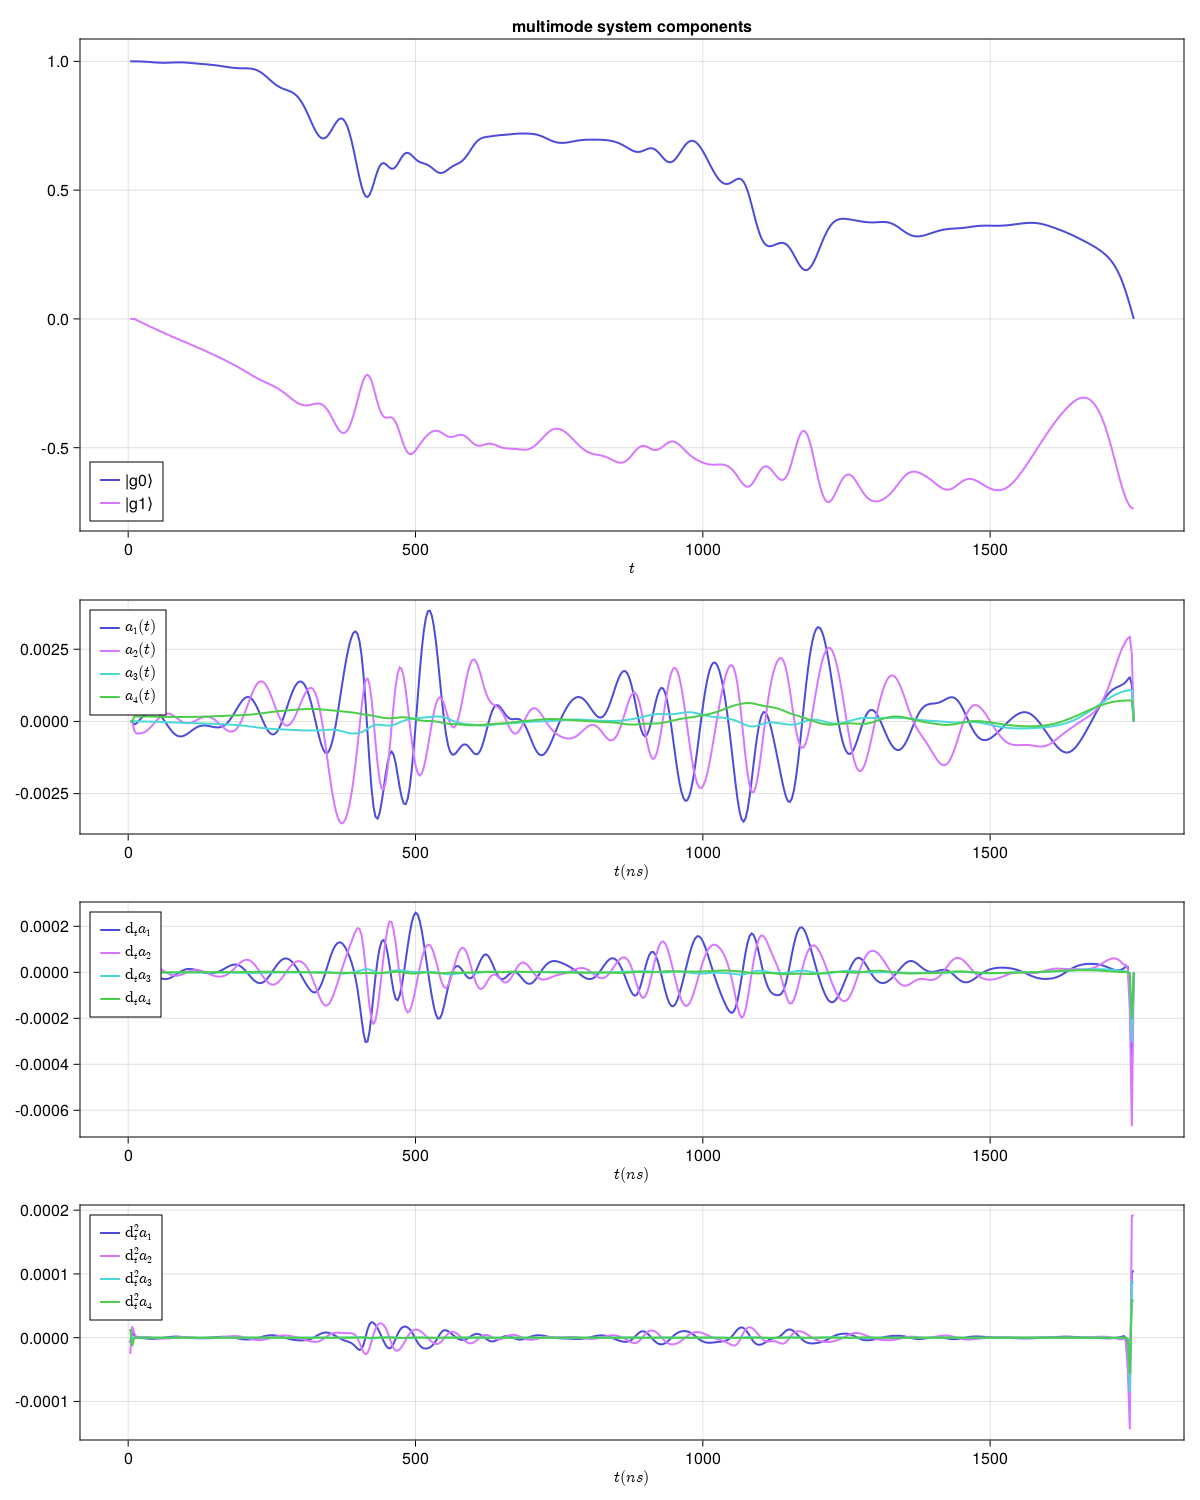 multimode system components
1.0
0.5
0.0
-0.5
|g0⟩
|g1⟩
0 500 1000 1500
t
0.0025
0.0000
-0.0025
a₁(t)
a₂(t)
a₃(t)
a₄(t)
0 500 1000 1500
t(ns)
0.0002
0.0000
-0.0002
-0.0004
-0.0006
dₜa₁
dₜa₂
dₜa₃
dₜa₄
0 500 1000 1500
t(ns)
0.0002
0.0001
0.0000
-0.0001
d²ₜa₁
d²ₜa₂
d²ₜa₃
d²ₜa₄
0 500 1000 1500
t(ns)